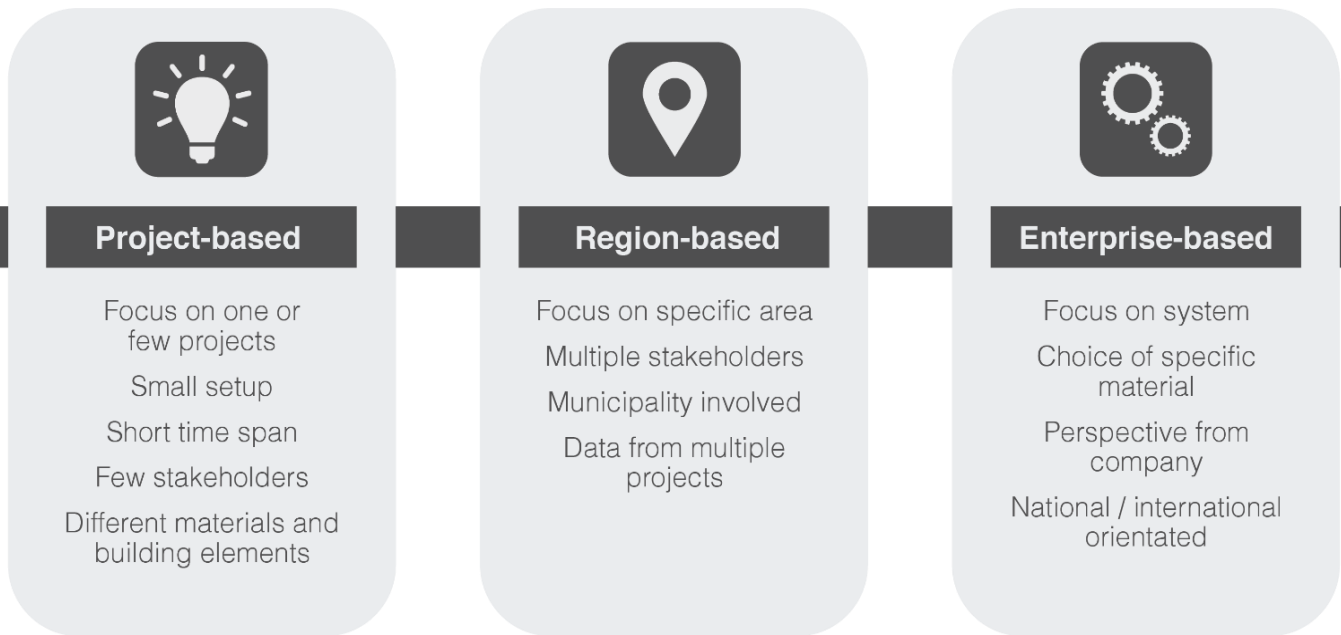 Project-based
Focus on one or
few projects
Small setup
Short time span
Few stakeholders
Different materials and
building elements
Region-based
Focus on specific area
Multiple stakeholders
Municipality involved
Data from multiple
projects
Enterprise-based
Focus on system
Choice of specific
material
Perspective from
company
National / international
orientated